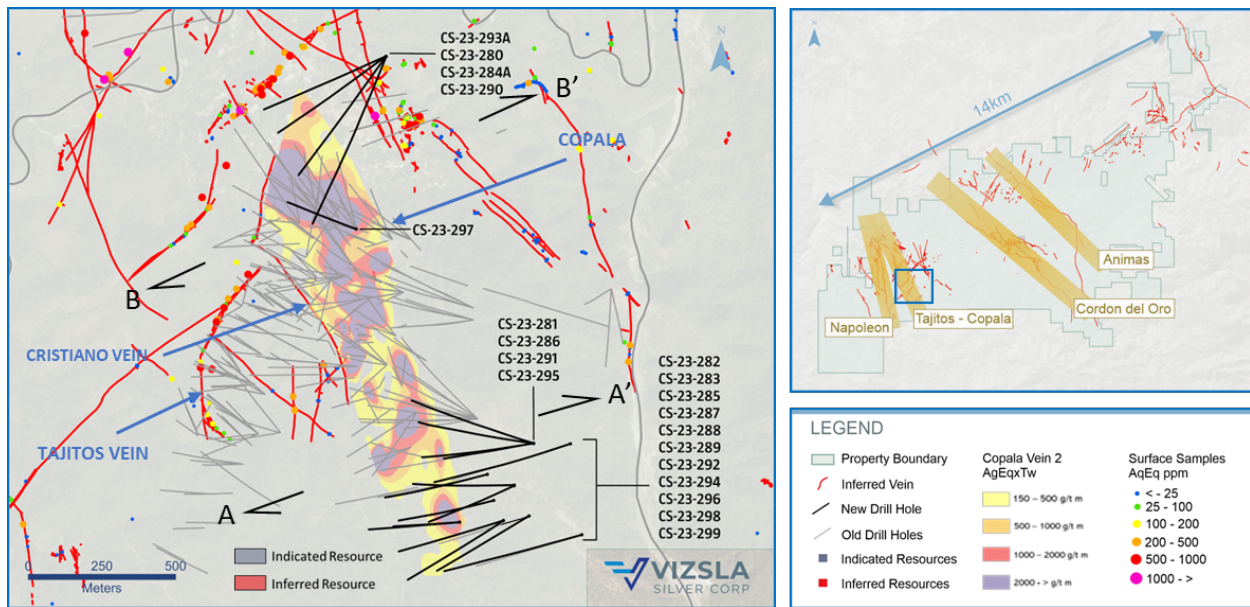 CS-23-293A
CS-23-280
CS-23-284A
CS-23-290
N
B'
COPALA
CS-23-297
B
CS-23-281
CS-23-286
CS-23-291
CS-23-295
CRISTIANO VEIN
A'
CS-23-282
CS-23-283
CS-23-285
CS-23-287
CS-23-288
CS-23-289
CS-23-292
CS-23-294
CS-23-296
CS-23-298
CS-23-299
TAJITOS VEIN
A
Indicated Resource
Inferred Resource
0 250 500
Meters
VIZSLA
SILVER CORP
N
14km
Animas
Cordon del Oro
Tajitos - Copala
Napoleon
LEGEND
Property Boundary
Inferred Vein
New Drill Hole
Old Drill Holes
Indicated Resources
Inferred Resources
Copala Vein 2
AgEqxTw
150 – 500 g/t m
500 – 1000 g/t m
1000 – 2000 g/t m
2000 - > g/t m
Surface Samples
AqEq ppm
< - 25
25 - 100
100 - 200
200 - 500
500 - 1000
1000 - >